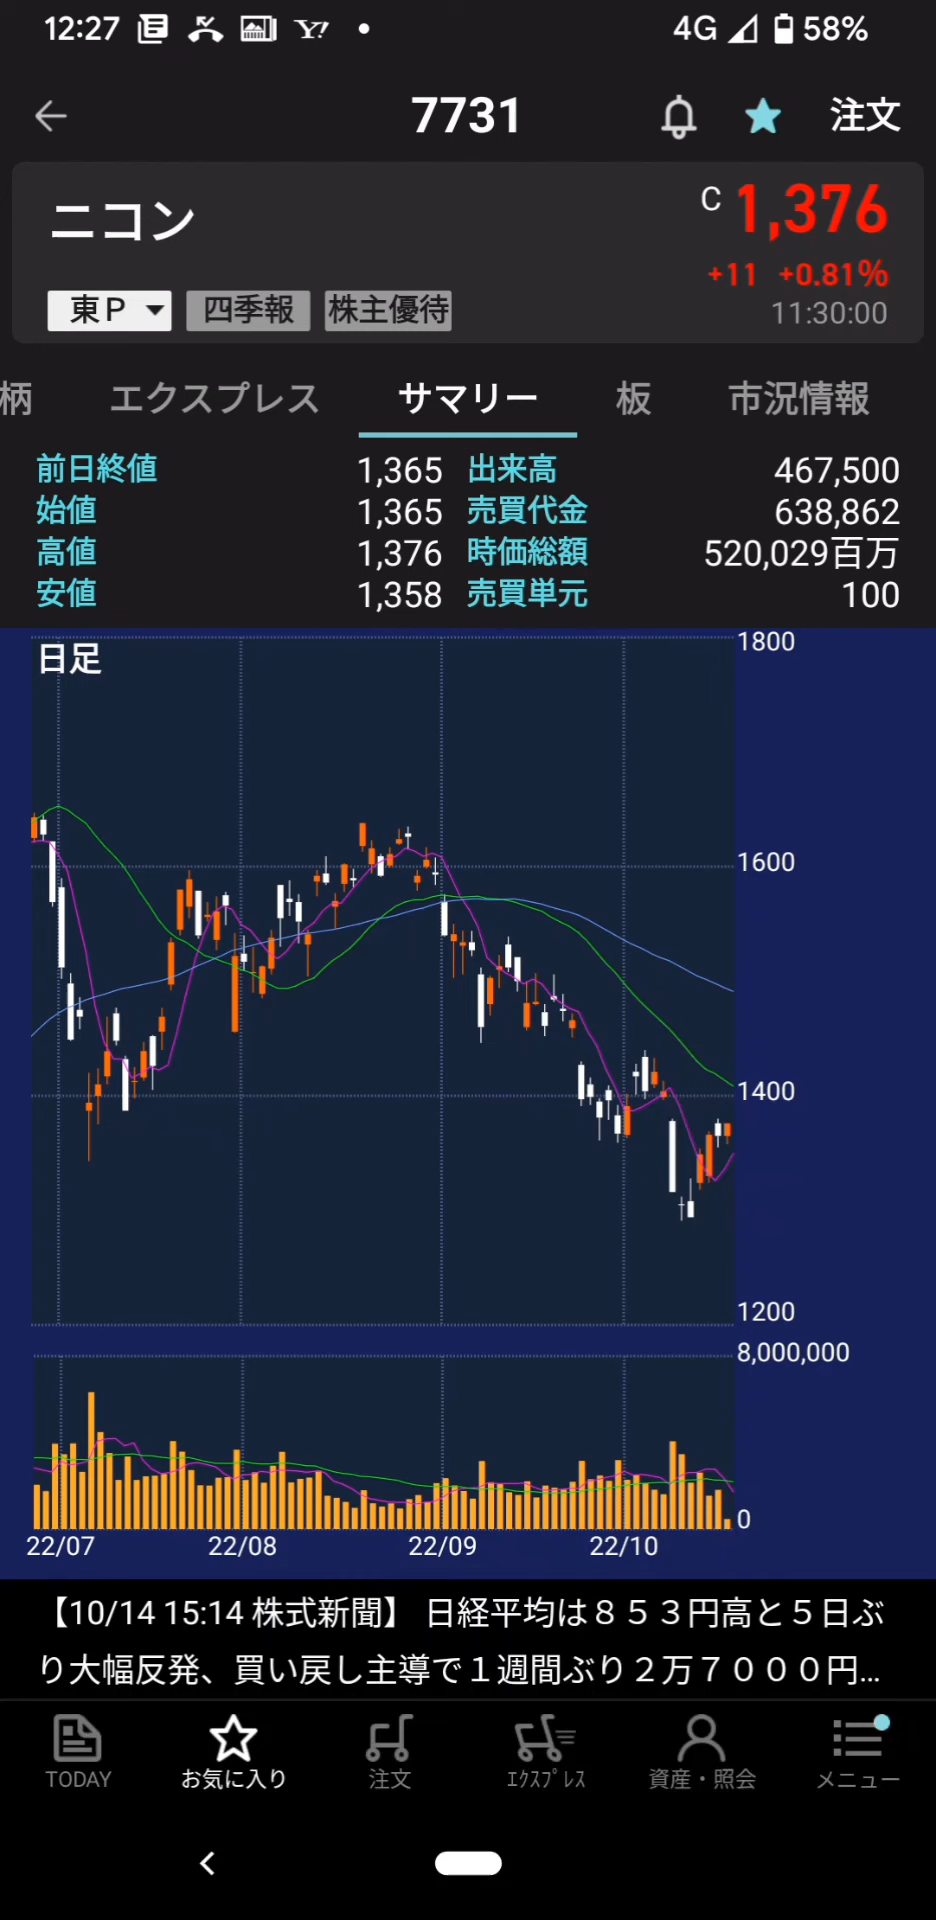 12:27 4G 58%
7731 注文
ニコン C 1,376
+11 +0.81%
東P 四季報 株主優待 11:30:00
柄 エクスプレス サマリー 板 市況情報
前日終値 1,365 出来高 467,500
始値 1,365 売買代金 638,862
高値 1,376 時価総額 520,029百万
安値 1,358 売買単元 100
日足
1800
1600
1400
1200
8,000,000
0
22/07 22/08 22/09 22/10
【10/14 15:14 株式新聞】 日経平均は８５３円高と５日ぶ
り大幅反発、買い戻し主導で１週間ぶり２万７０００円...
TODAY お気に入り 注文 ｴｸｽﾌﾟﾚｽ 資産・照会 メニュー